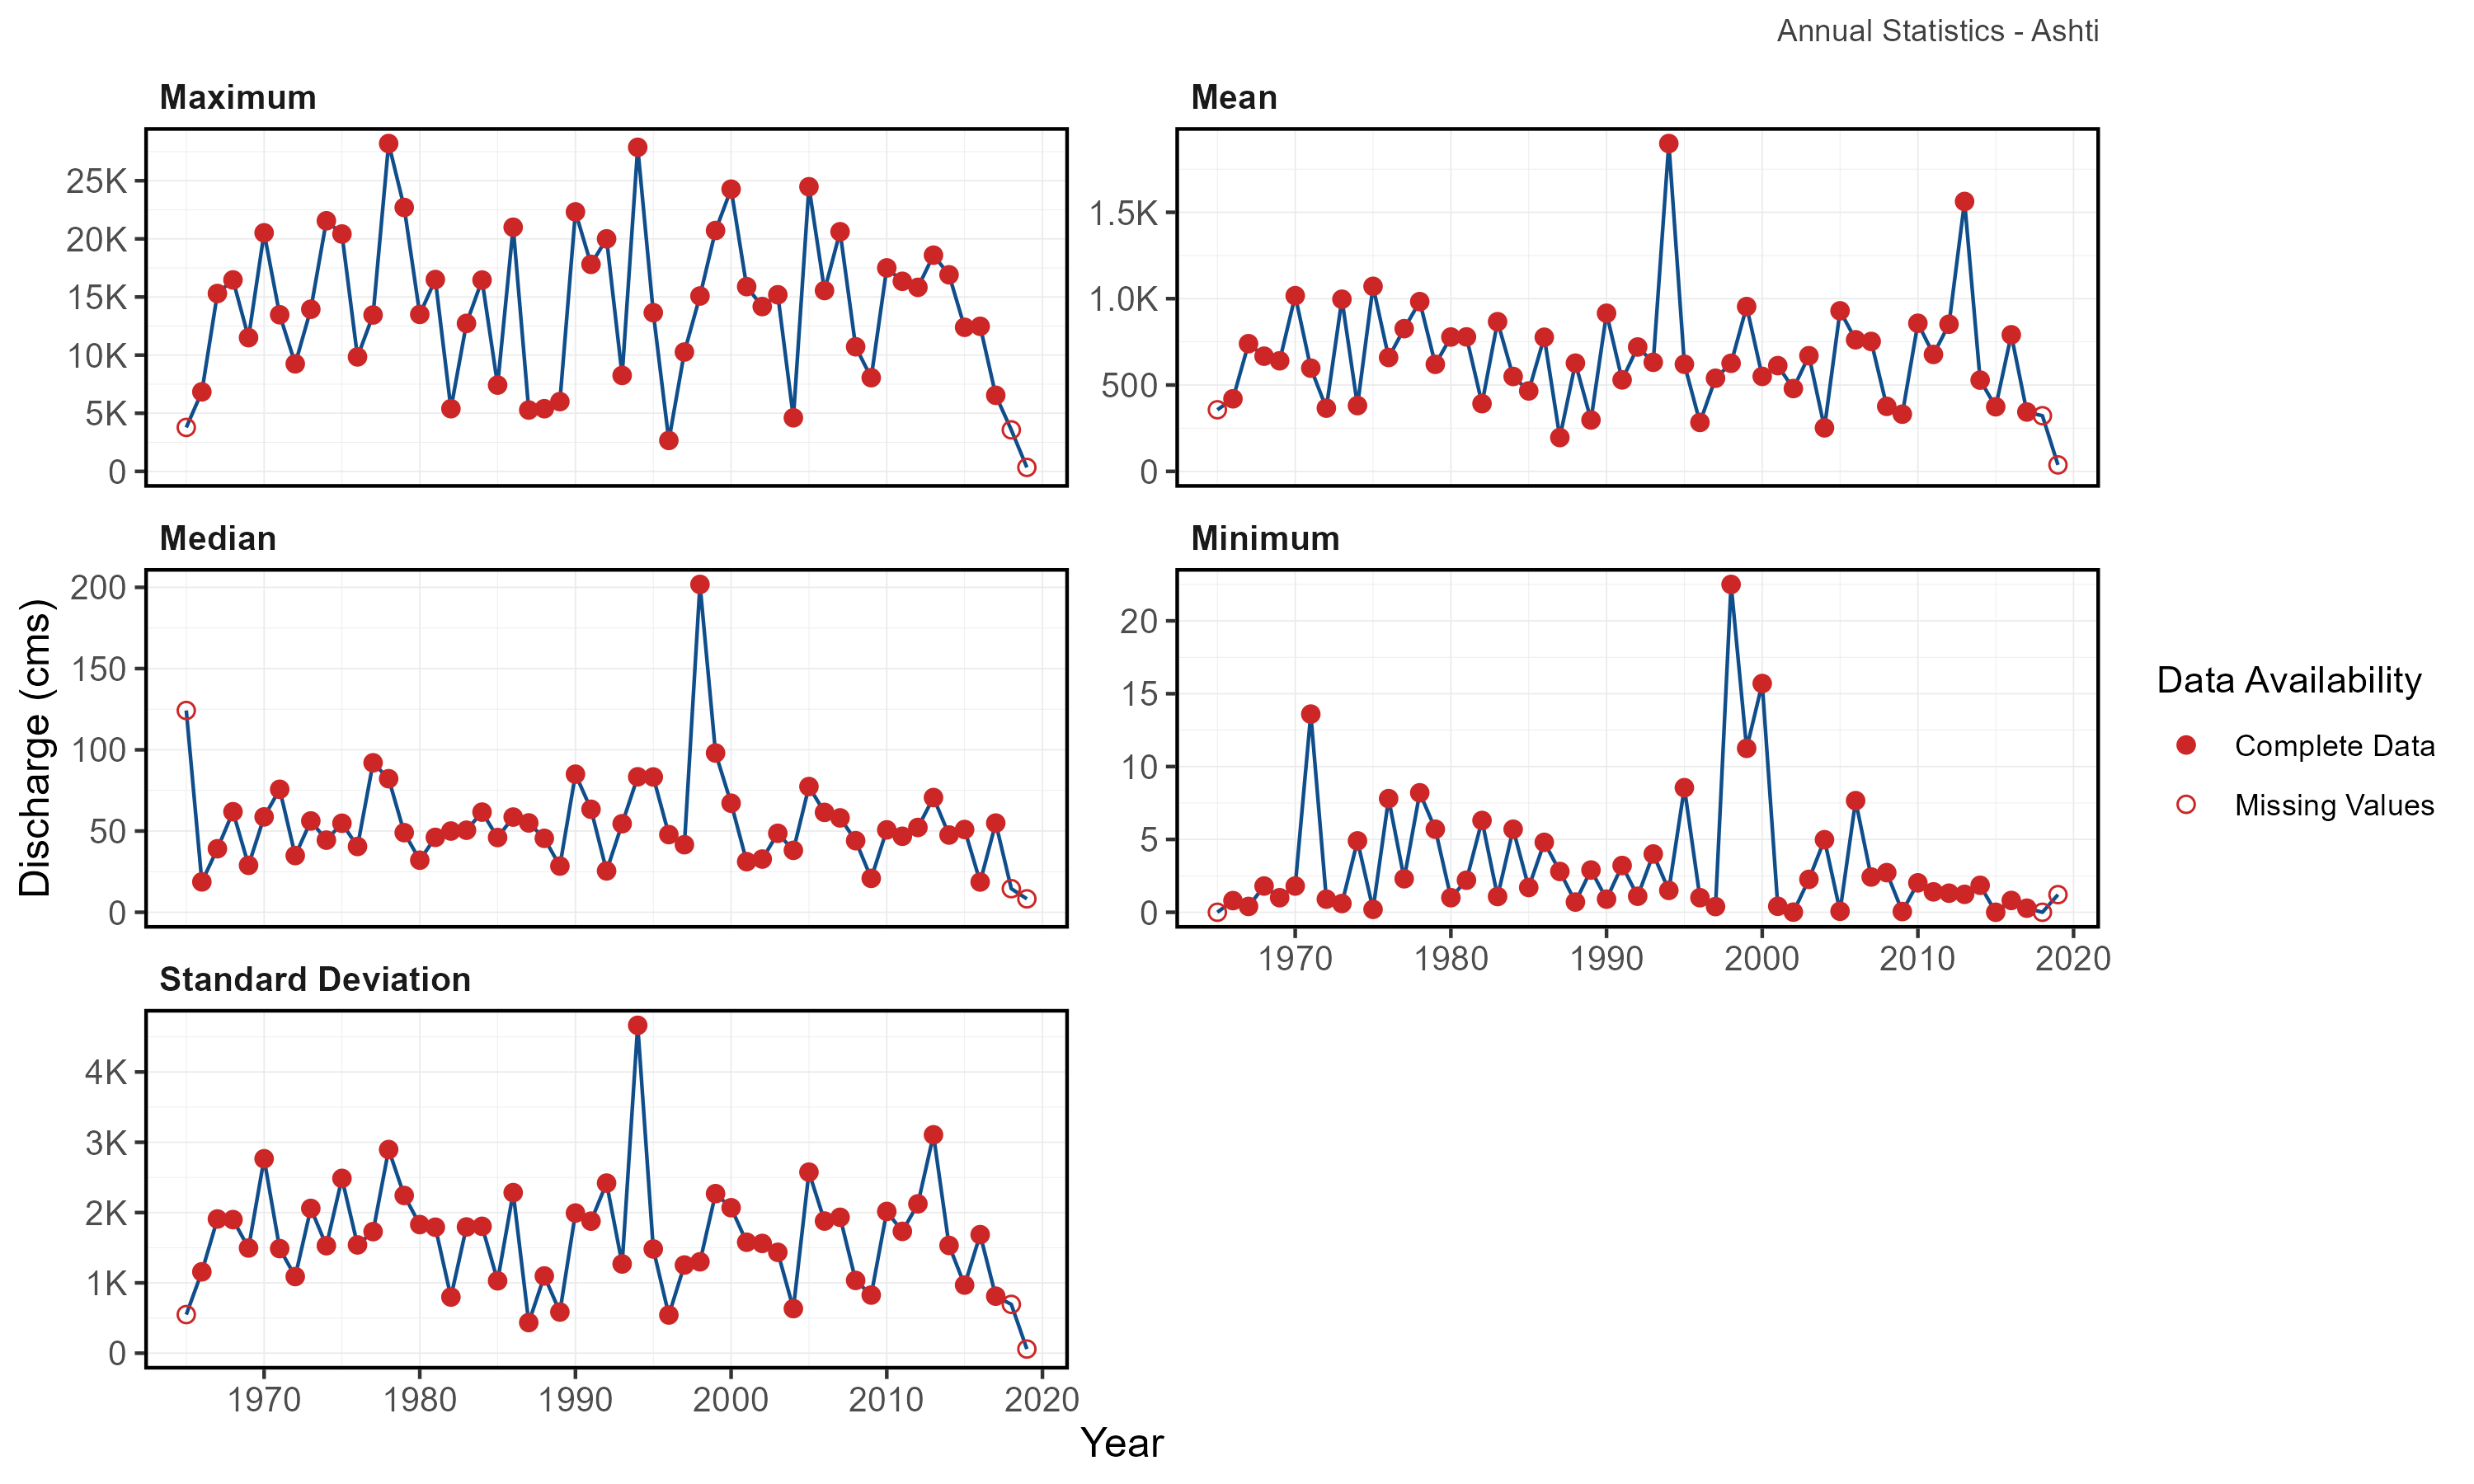 Annual Statistics - Ashti
Maximum
25K
20K
15K
10K
5K
0
Mean
1.5K
1.0K
500
0
Median
200
150
100
50
0
Minimum
20
15
10
5
0
1970 1980 1990 2000 2010 2020
Standard Deviation
4K
3K
2K
1K
0
1970 1980 1990 2000 2010 2020
Discharge (cms)
Year
Data Availability
Complete Data
Missing Values